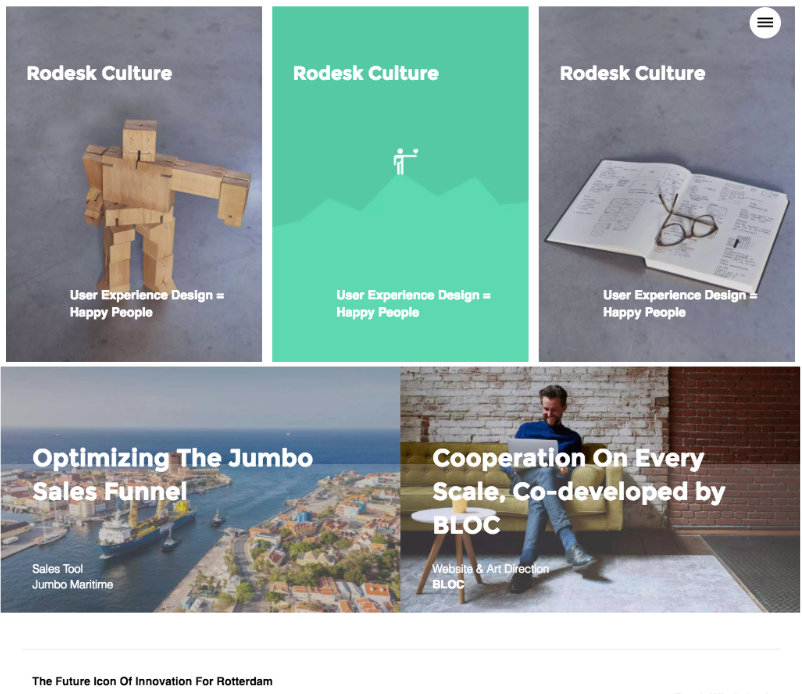 Rodesk Culture
Rodesk Culture
Rodesk Culture
User Experience Design =
Happy People
User Experience Design =
Happy People
User Experience Design =
Happy People
Optimizing The Jumbo
Sales Funnel
Sales Tool
Jumbo Maritime
Cooperation On Every
Scale, Co-developed by
BLOC
Website & Art Direction
BLOC
The Future Icon Of Innovation For Rotterdam